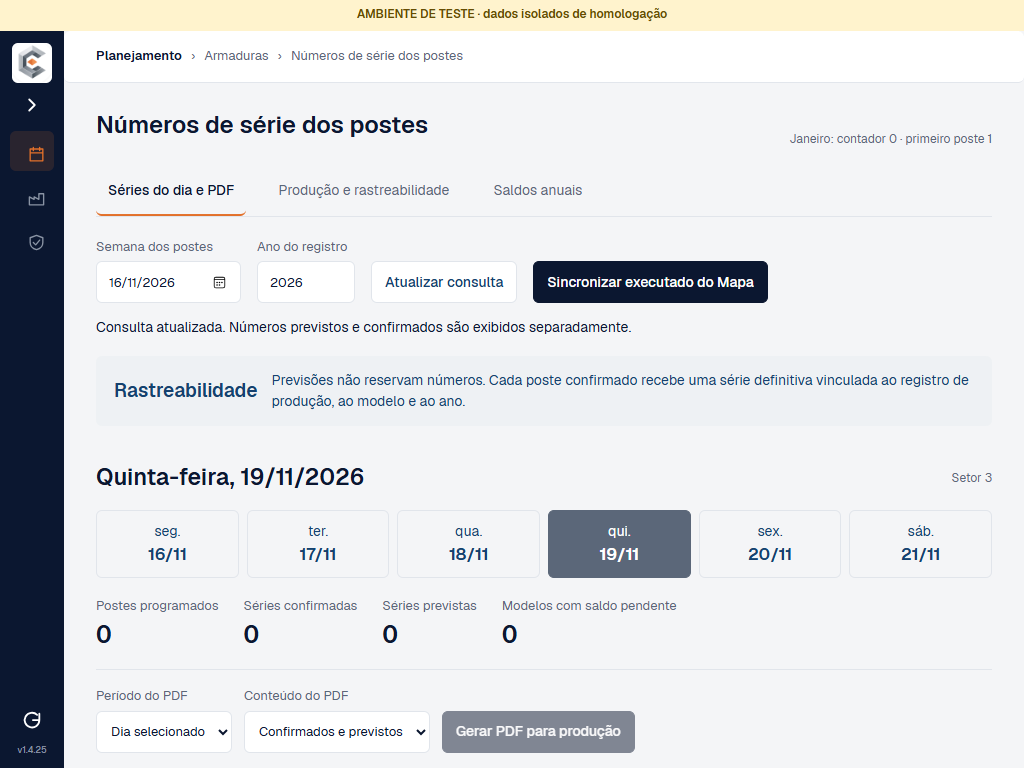 AMBIENTE DE TESTE · dados isolados de homologação
Planejamento › Armaduras › Números de série dos postes
Números de série dos postes
Janeiro: contador 0 · primeiro poste 1
Séries do dia e PDF Produção e rastreabilidade Saldos anuais
Semana dos postes Ano do registro
16/11/2026 2026 Atualizar consulta Sincronizar executado do Mapa
Consulta atualizada. Números previstos e confirmados são exibidos separadamente.
Rastreabilidade
Previsões não reservam números. Cada poste confirmado recebe uma série definitiva vinculada ao registro de
produção, ao modelo e ao ano.
Quinta-feira, 19/11/2026
Setor 3
seg. ter. qua. qui. sex. sáb.
16/11 17/11 18/11 19/11 20/11 21/11
Postes programados Séries confirmadas Séries previstas Modelos com saldo pendente
0 0 0 0
Período do PDF Conteúdo do PDF
Dia selecionado Confirmados e previstos Gerar PDF para produção
v1.4.25